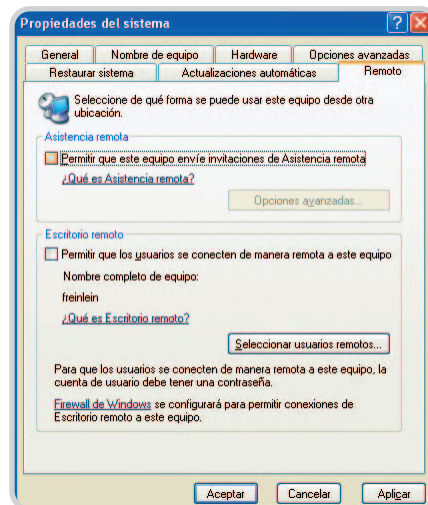 Propiedades del sistema
General
Nombre de equipo
Hardware
Opciones avanzadas
Restaurar sistema
Actualizaciones automáticas
Remoto
Seleccione de qué forma se puede usar este equipo desde otra
ubicación.
Asistencia remota
Permitir que este equipo envíe invitaciones de Asistencia remota
¿Qué es Asistencia remota?
Opciones avanzadas...
Escritorio remoto
Permitir que los usuarios se conecten de manera remota a este equipo
Nombre completo de equipo:
freinlein
¿Qué es Escritorio remoto?
Seleccionar usuarios remotos...
Para que los usuarios se conecten de manera remota a este equipo, la
cuenta de usuario debe tener una contraseña.
Firewall de Windows se configurará para permitir conexiones de
Escritorio remoto a este equipo.
Aceptar
Cancelar
Aplicar